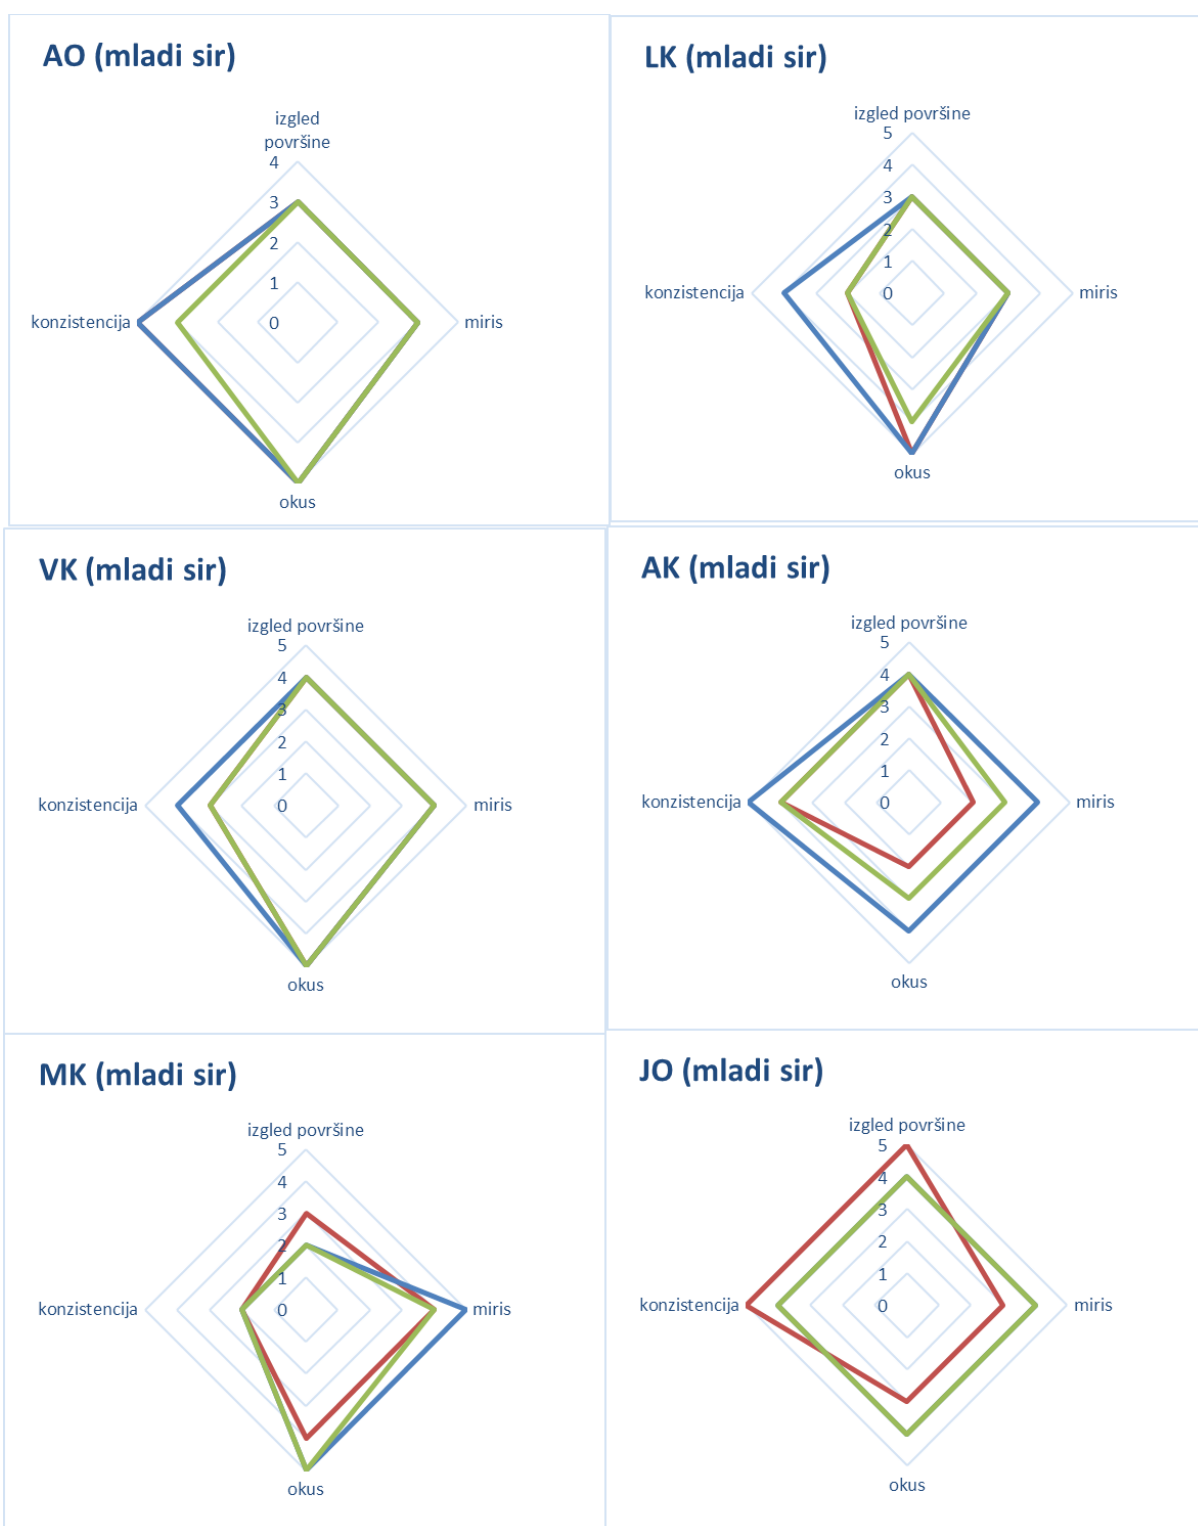 AO (mladi sir)
izgled
površine
4
3
2
1
0
konzistencija
miris
okus
LK (mladi sir)
izgled površine
5
4
3
2
1
0
konzistencija
miris
okus
VK (mladi sir)
izgled površine
5
4
3
2
1
0
konzistencija
miris
okus
AK (mladi sir)
izgled površine
5
4
3
2
1
0
konzistencija
miris
okus
MK (mladi sir)
izgled površine
5
4
3
2
1
0
konzistencija
miris
okus
JO (mladi sir)
izgled površine
5
4
3
2
1
0
konzistencija
miris
okus